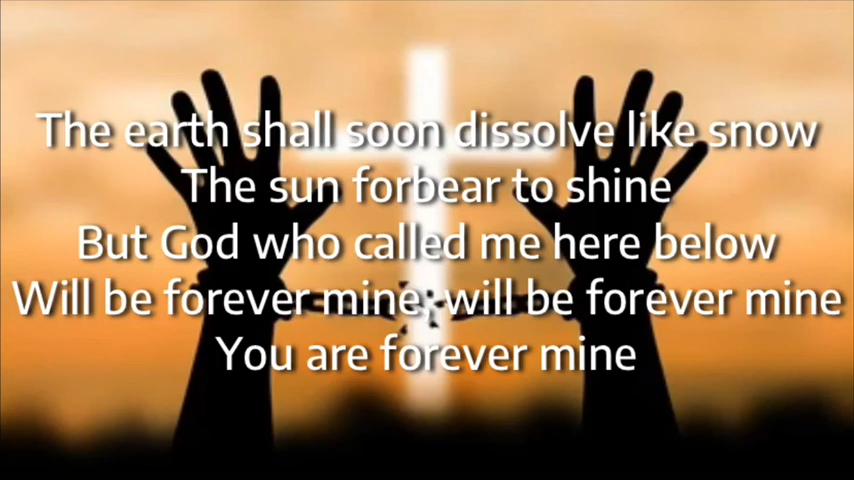 The earth shall soon dissolve like snow
The sun forbear to shine
But God who called me here below
Will be forever mine, will be forever mine
You are forever mine